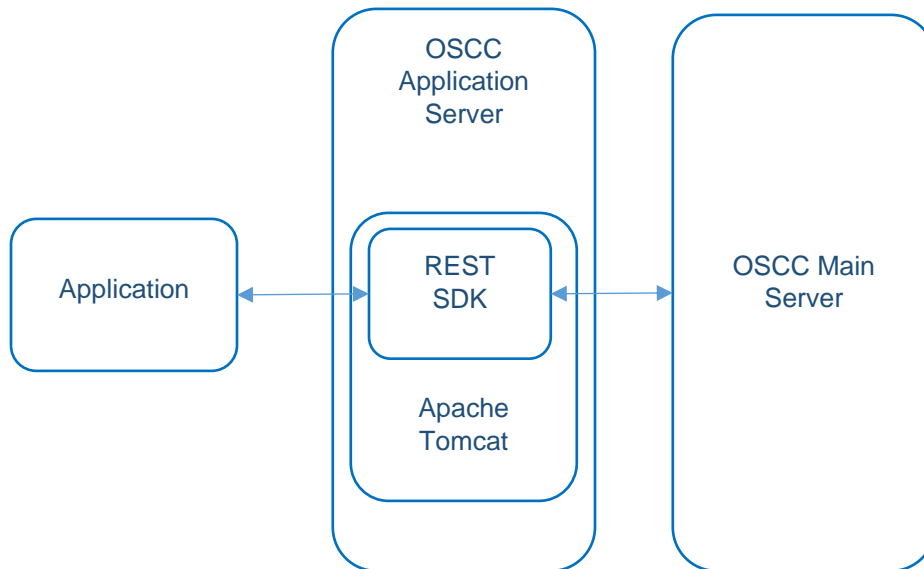 OSCC
Application
Server
Application
REST
SDK
Apache
Tomcat
OSCC Main
Server